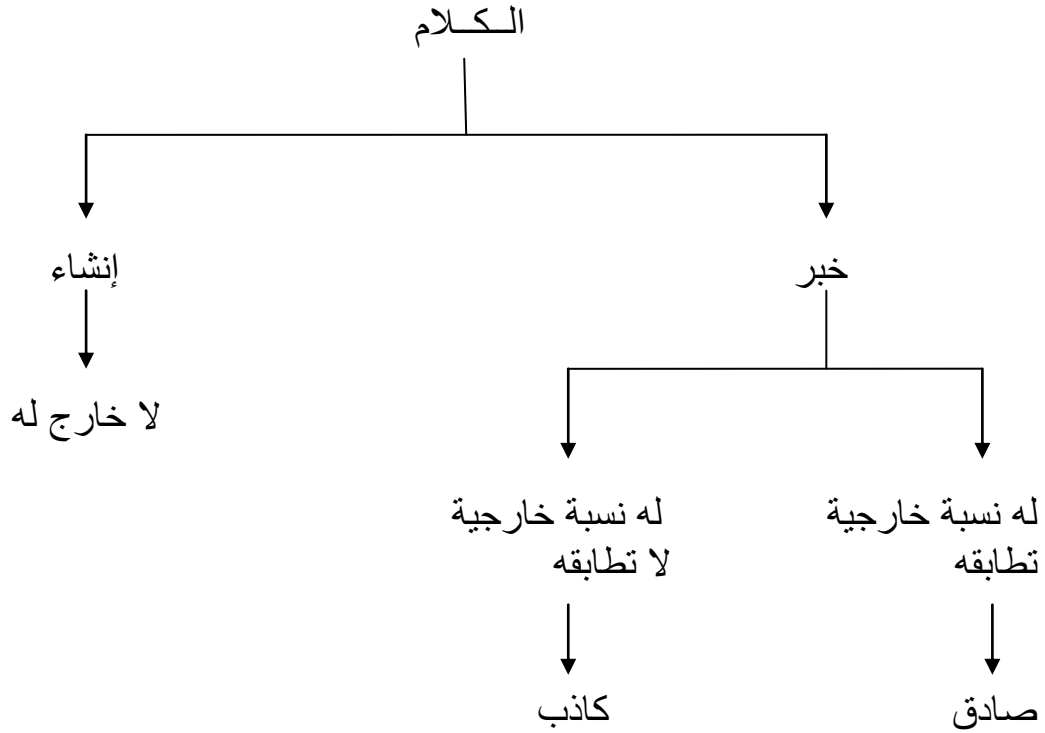 الـكـلام
خبر
إنشاء
لا خارج له
له نسبة خارجية
تطابقه
له نسبة خارجية
لا تطابقه
صادق
كاذب